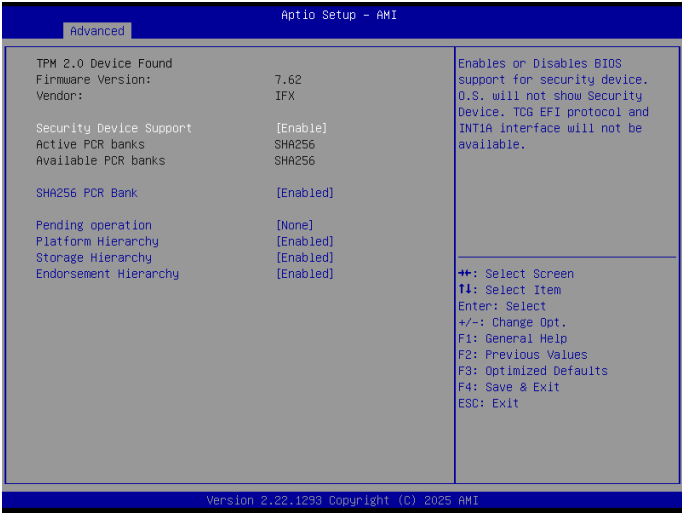 Aptio Setup – AMI
Advanced
TPM 2.0 Device Found
Firmware Version: 7.62
Vendor: IFX
Security Device Support [Enable]
Active PCR banks SHA256
Available PCR banks SHA256
SHA256 PCR Bank [Enabled]
Pending operation [None]
Platform Hierarchy [Enabled]
Storage Hierarchy [Enabled]
Endorsement Hierarchy [Enabled]
Enables or Disables BIOS
support for security device.
O.S. will not show Security
Device. TCG EFI protocol and
INT1A interface will not be
available.
→←: Select Screen
↑↓: Select Item
Enter: Select
+/-: Change Opt.
F1: General Help
F2: Previous Values
F3: Optimized Defaults
F4: Save & Exit
ESC: Exit
Version 2.22.1293 Copyright (C) 2025 AMI